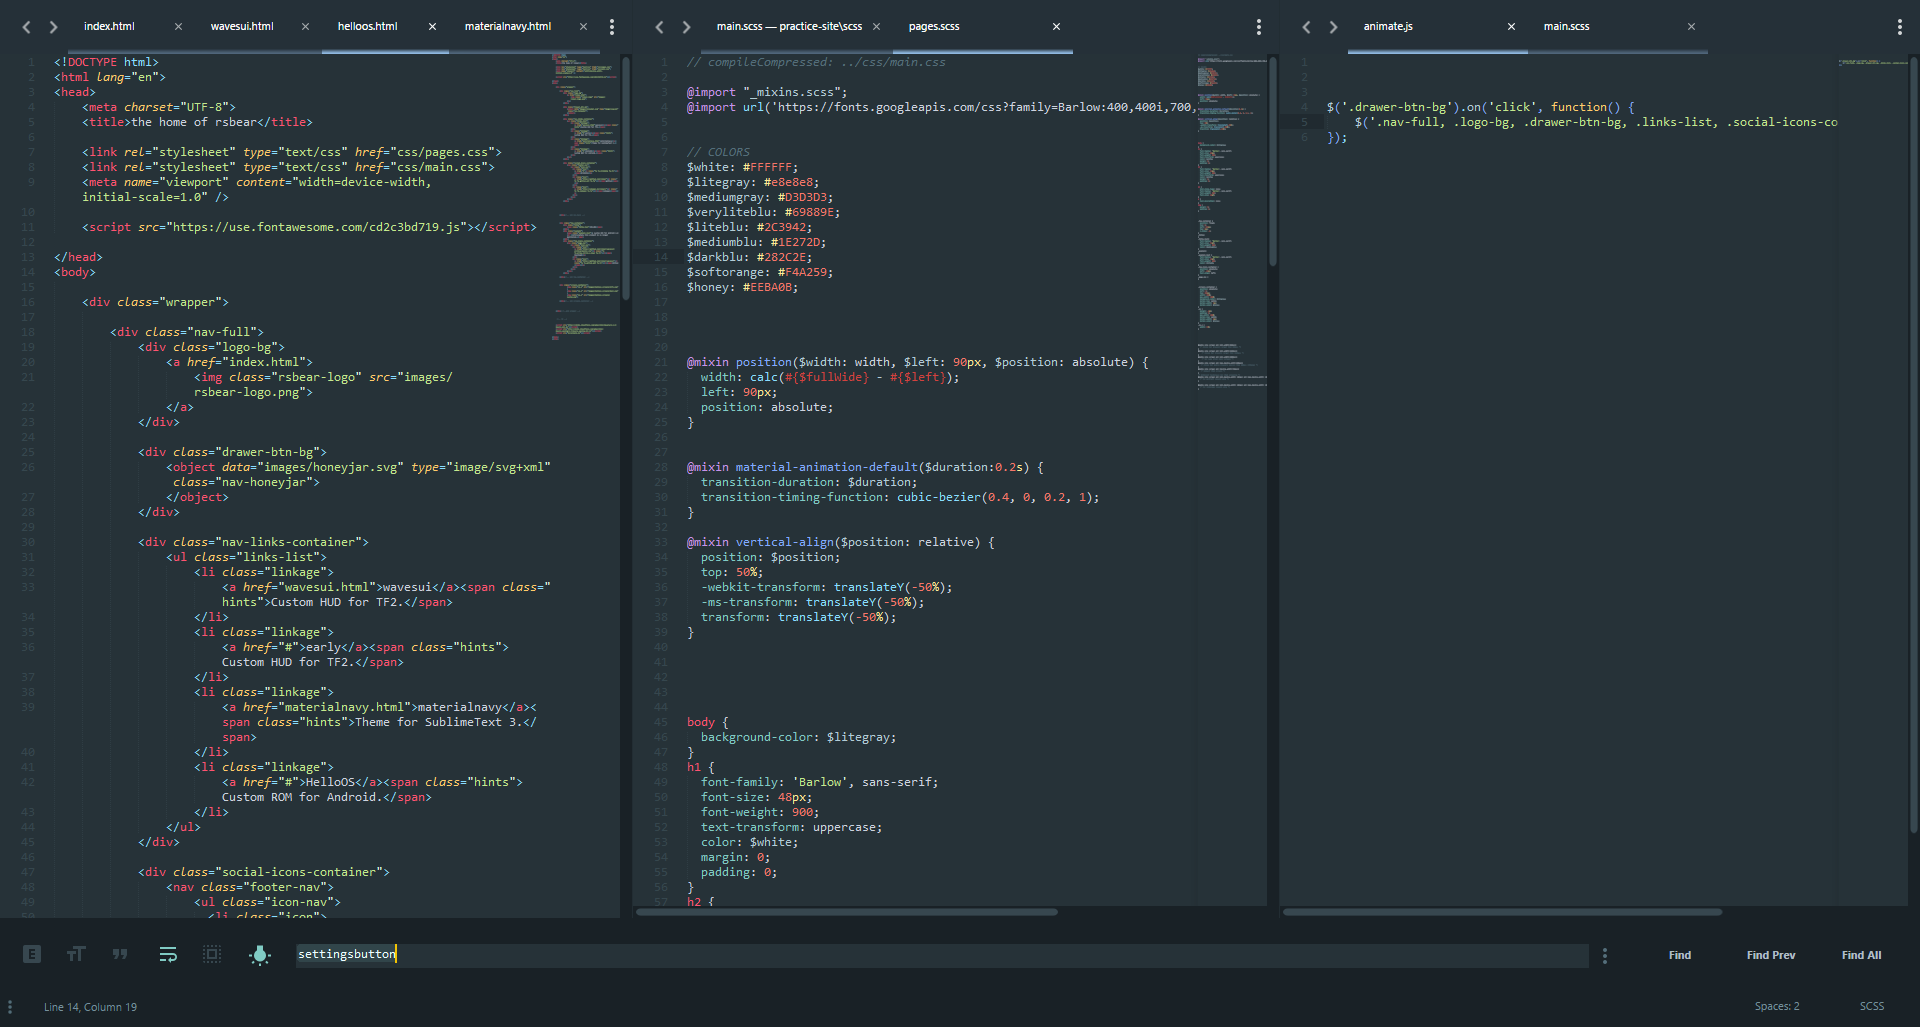 index.html
wavesui.html
helloos.html
materialnavy.html
1 <!DOCTYPE html>
2 <html lang="en">
3 <head>
4 <meta charset="UTF-8">
5 <title>the home of rsbear</title>
6
7 <link rel="stylesheet" type="text/css" href="css/pages.css">
8 <link rel="stylesheet" type="text/css" href="css/main.css">
9 <meta name="viewport" content="width=device-width,
initial-scale=1.0" />
10
11 <script src="https://use.fontawesome.com/cd2c3bd719.js"></script>
12
13 </head>
14 <body>
15
16 <div class="wrapper">
17
18 <div class="nav-full">
19 <div class="logo-bg">
20 <a href="index.html">
21 <img class="rsbear-logo" src="images/
rsbear-logo.png">
22 </a>
23 </div>
24
25 <div class="drawer-btn-bg">
26 <object data="images/honeyjar.svg" type="image/svg+xml"
class="nav-honeyjar">
27 </object>
28 </div>
29
30 <div class="nav-links-container">
31 <ul class="links-list">
32 <li class="linkage">
33 <a href="wavesui.html">wavesui</a><span class="
hints">Custom HUD for TF2.</span>
34 </li>
35 <li class="linkage">
36 <a href="#">early</a><span class="hints">
Custom HUD for TF2.</span>
37 </li>
38 <li class="linkage">
39 <a href="materialnavy.html">materialnavy</a><
span class="hints">Theme for SublimeText 3.</
span>
40 </li>
41 <li class="linkage">
42 <a href="#">HelloOS</a><span class="hints">
Custom ROM for Android.</span>
43 </li>
44 </ul>
45 </div>
46
47 <div class="social-icons-container">
48 <nav class="footer-nav">
49 <ul class="icon-nav">
50 <li class="icon">
main.scss — practice-site\scss
pages.scss
1 // compileCompressed: ../css/main.css
2
3 @import "_mixins.scss";
4 @import url('https://fonts.googleapis.com/css?family=Barlow:400,400i,700,
5
6
7 // COLORS
8 $white: #FFFFFF;
9 $litegray: #e8e8e8;
10 $mediumgray: #D3D3D3;
11 $veryliteblu: #69889E;
12 $liteblu: #2C3942;
13 $mediumblu: #1E272D;
14 $darkblu: #282C2E;
15 $softorange: #F4A259;
16 $honey: #EEBA0B;
17
18
19
20
21 @mixin position($width: width, $left: 90px, $position: absolute) {
22 width: calc(#{$fullWide} - #{$left});
23 left: 90px;
24 position: absolute;
25 }
26
27
28 @mixin material-animation-default($duration:0.2s) {
29 transition-duration: $duration;
30 transition-timing-function: cubic-bezier(0.4, 0, 0.2, 1);
31 }
32
33 @mixin vertical-align($position: relative) {
34 position: $position;
35 top: 50%;
36 -webkit-transform: translateY(-50%);
37 -ms-transform: translateY(-50%);
38 transform: translateY(-50%);
39 }
40
41
42
43
44
45 body {
46 background-color: $litegray;
47 }
48 h1 {
49 font-family: 'Barlow', sans-serif;
50 font-size: 48px;
51 font-weight: 900;
52 text-transform: uppercase;
53 color: $white;
54 margin: 0;
55 padding: 0;
56 }
57 h2 {
animate.js
main.scss
1
2
3
4 $('.drawer-btn-bg').on('click', function() {
5 $('.nav-full, .logo-bg, .drawer-btn-bg, .links-list, .social-icons-co
6 });
settingsbutton
Find
Find Prev
Find All
Line 14, Column 19
Spaces: 2
SCSS